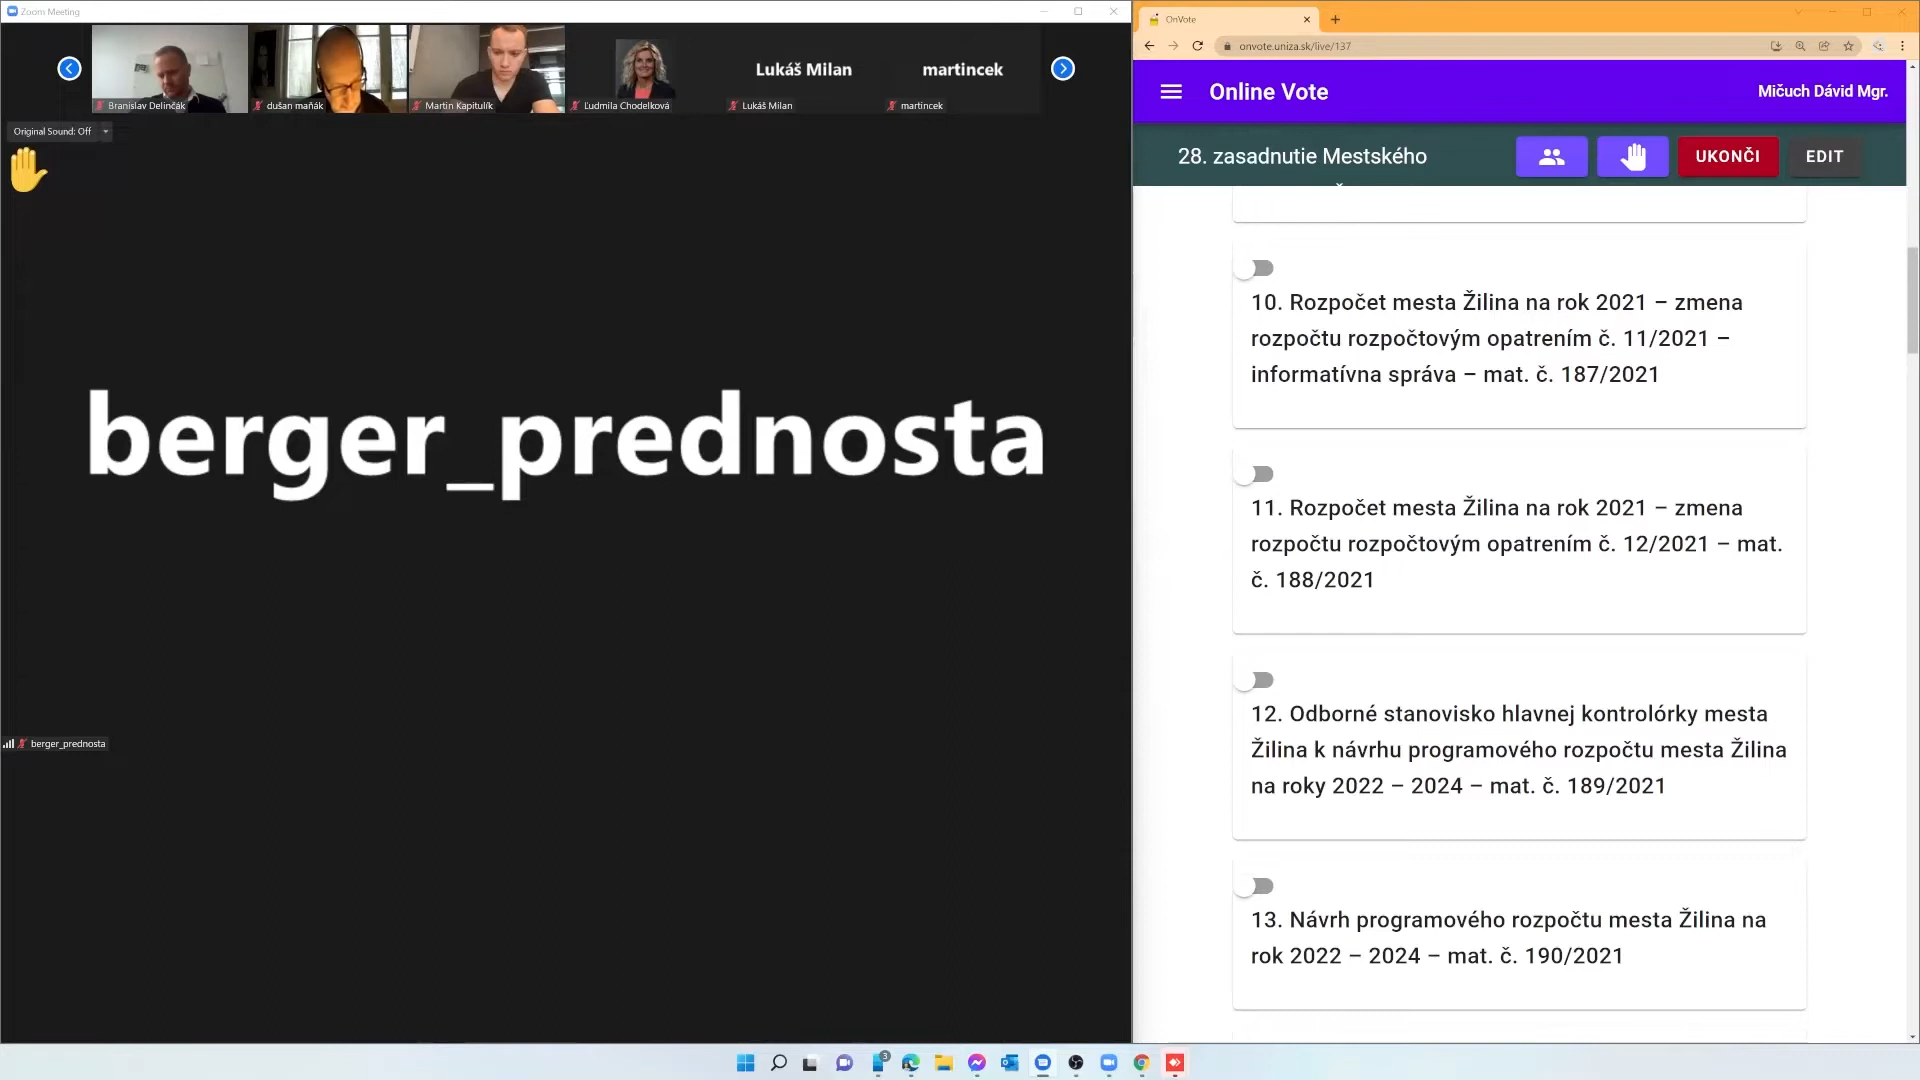 Zoom Meeting
Branislav Delinčák
dušan maňák
Martin Kapitulík
Ľudmila Chodelková
Lukáš Milan
Lukáš Milan
martincek
martincek
Original Sound: Off
berger_prednosta
berger_prednosta
OnVote
onvote.uniza.sk/live/137
Online Vote
Mičuch Dávid Mgr.
28. zasadnutie Mestského
UKONČI
EDIT
10. Rozpočet mesta Žilina na rok 2021 – zmena
rozpočtu rozpočtovým opatrením č. 11/2021 –
informatívna správa – mat. č. 187/2021
11. Rozpočet mesta Žilina na rok 2021 – zmena
rozpočtu rozpočtovým opatrením č. 12/2021 – mat.
č. 188/2021
12. Odborné stanovisko hlavnej kontrolórky mesta
Žilina k návrhu programového rozpočtu mesta Žilina
na roky 2022 – 2024 – mat. č. 189/2021
13. Návrh programového rozpočtu mesta Žilina na
rok 2022 – 2024 – mat. č. 190/2021
3